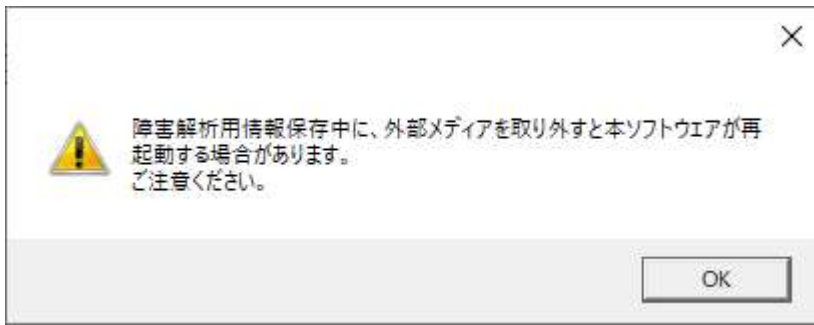 障害解析用情報保存中に、外部メディアを取り外すと本ソフトウェアが再
起動する場合があります。
ご注意ください。
OK